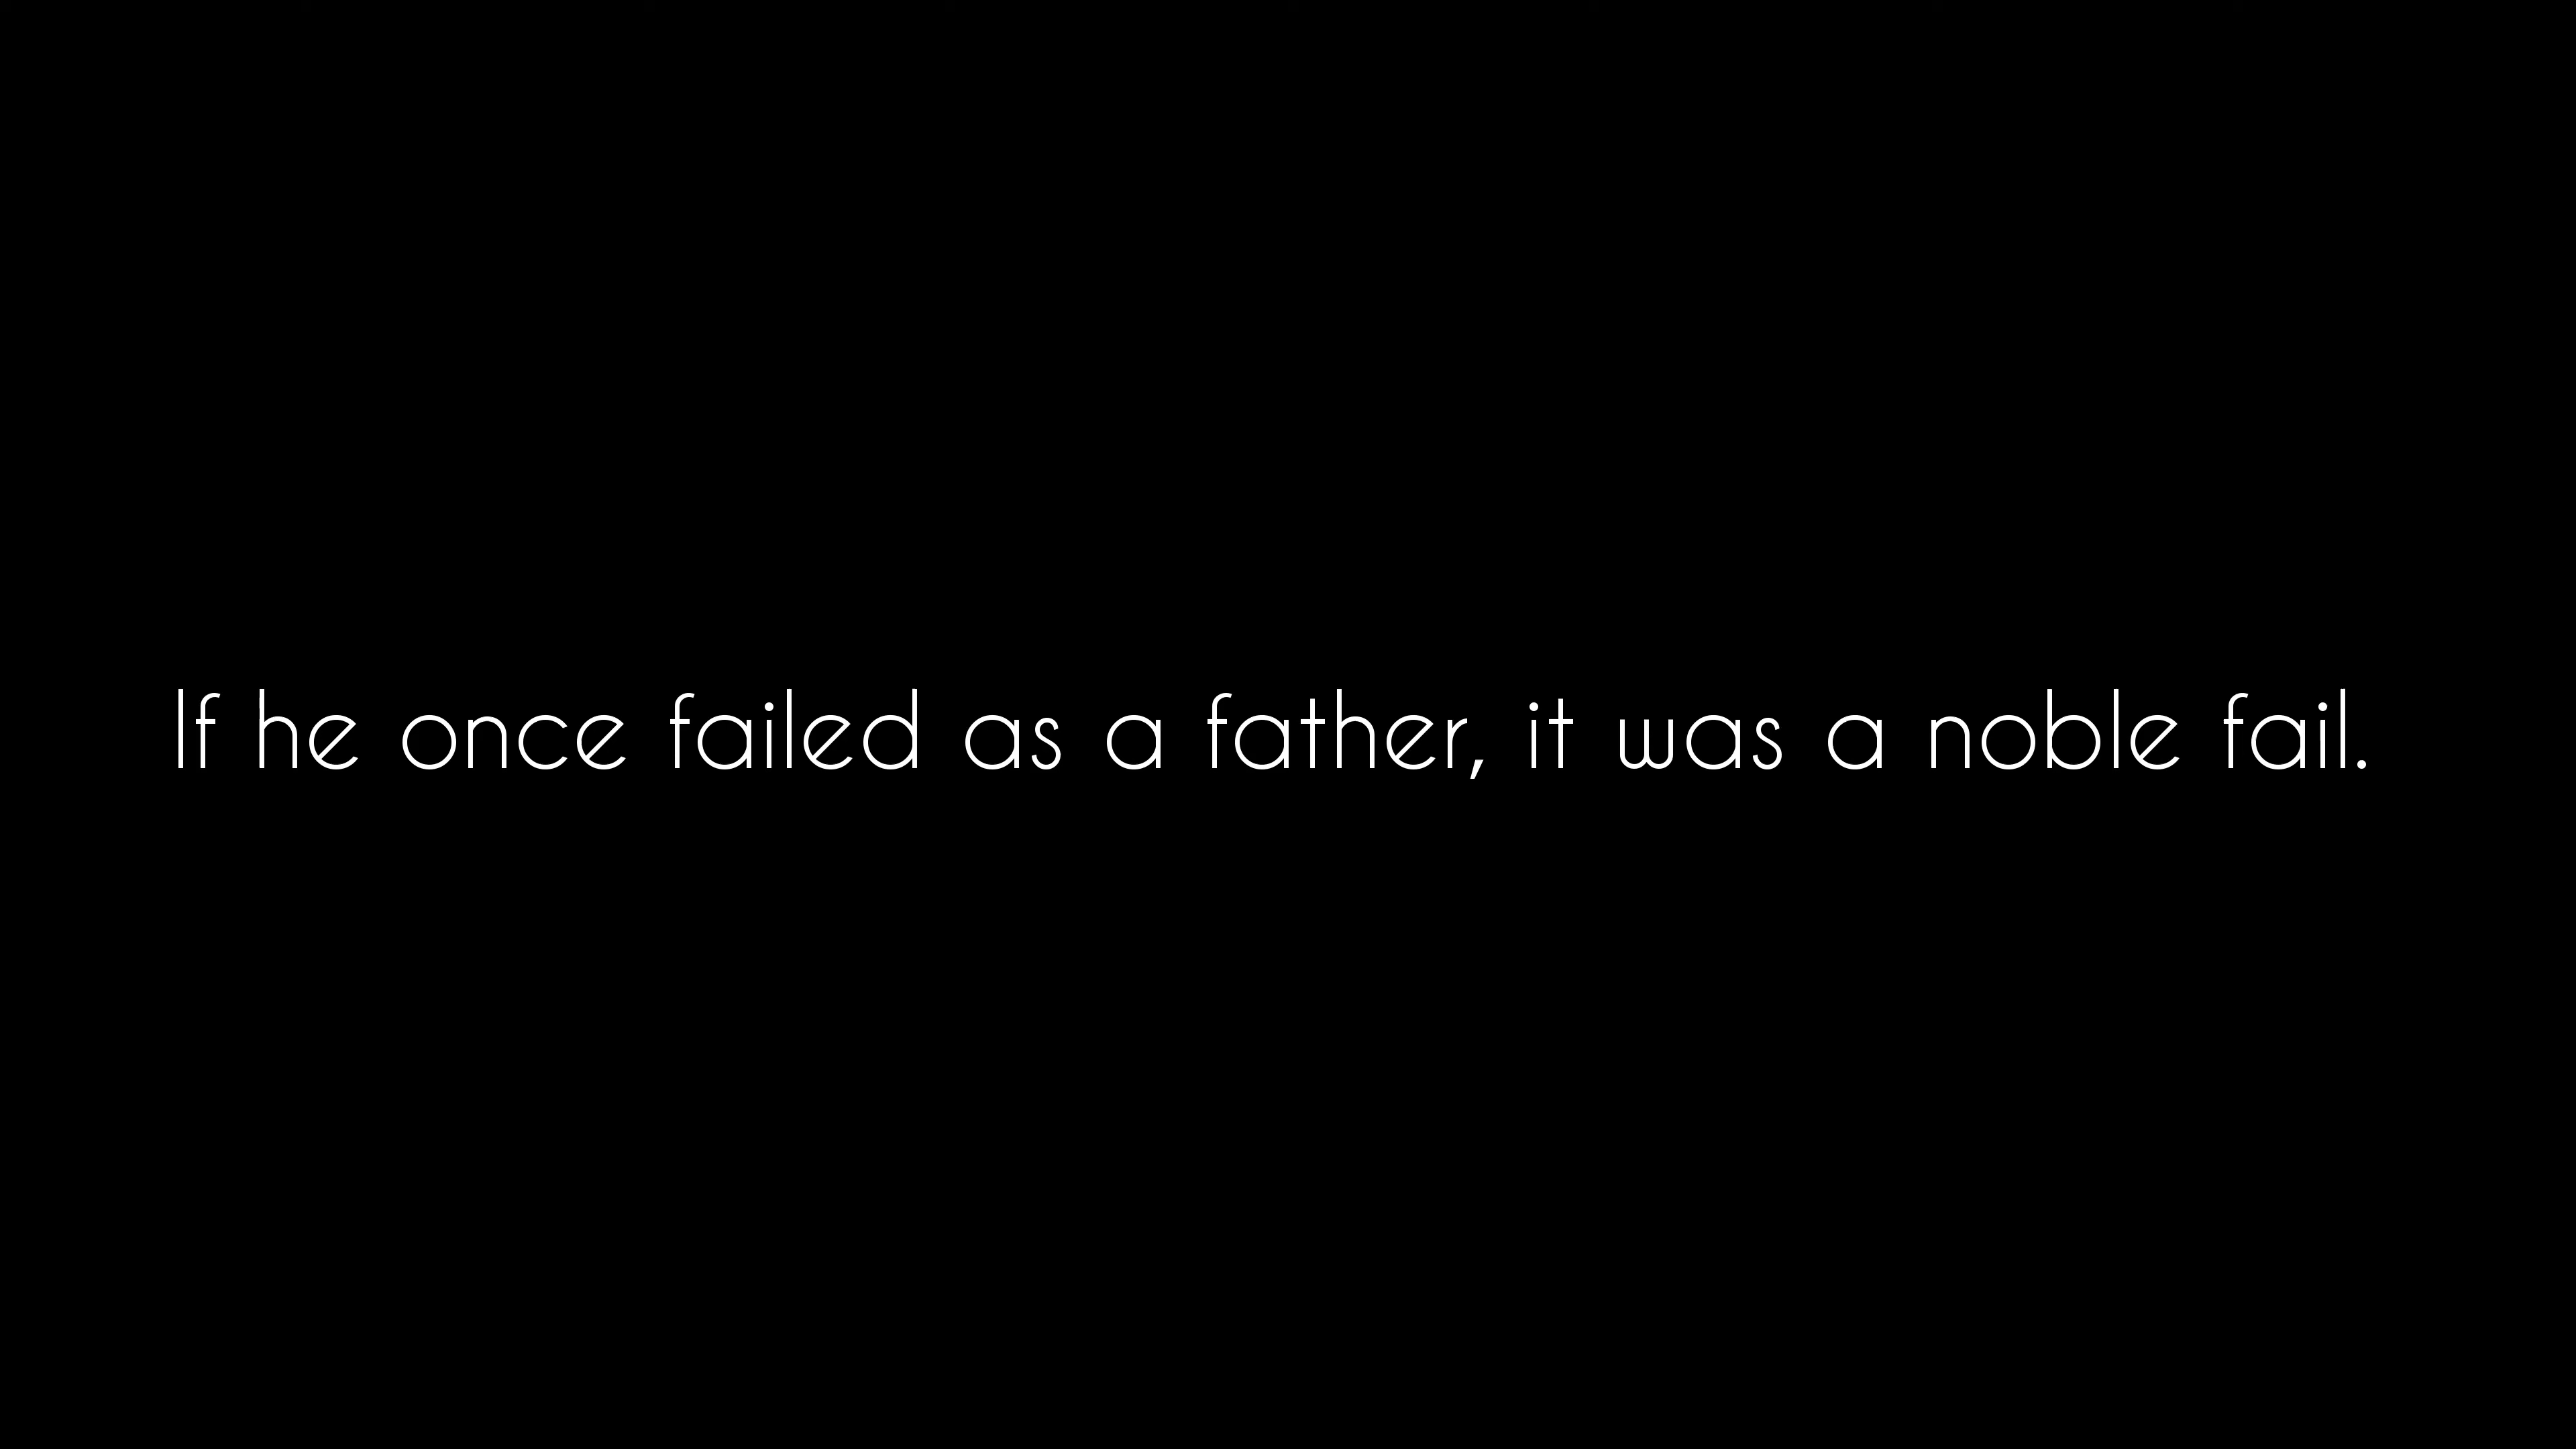 If he once failed as a father, it was a noble fail.